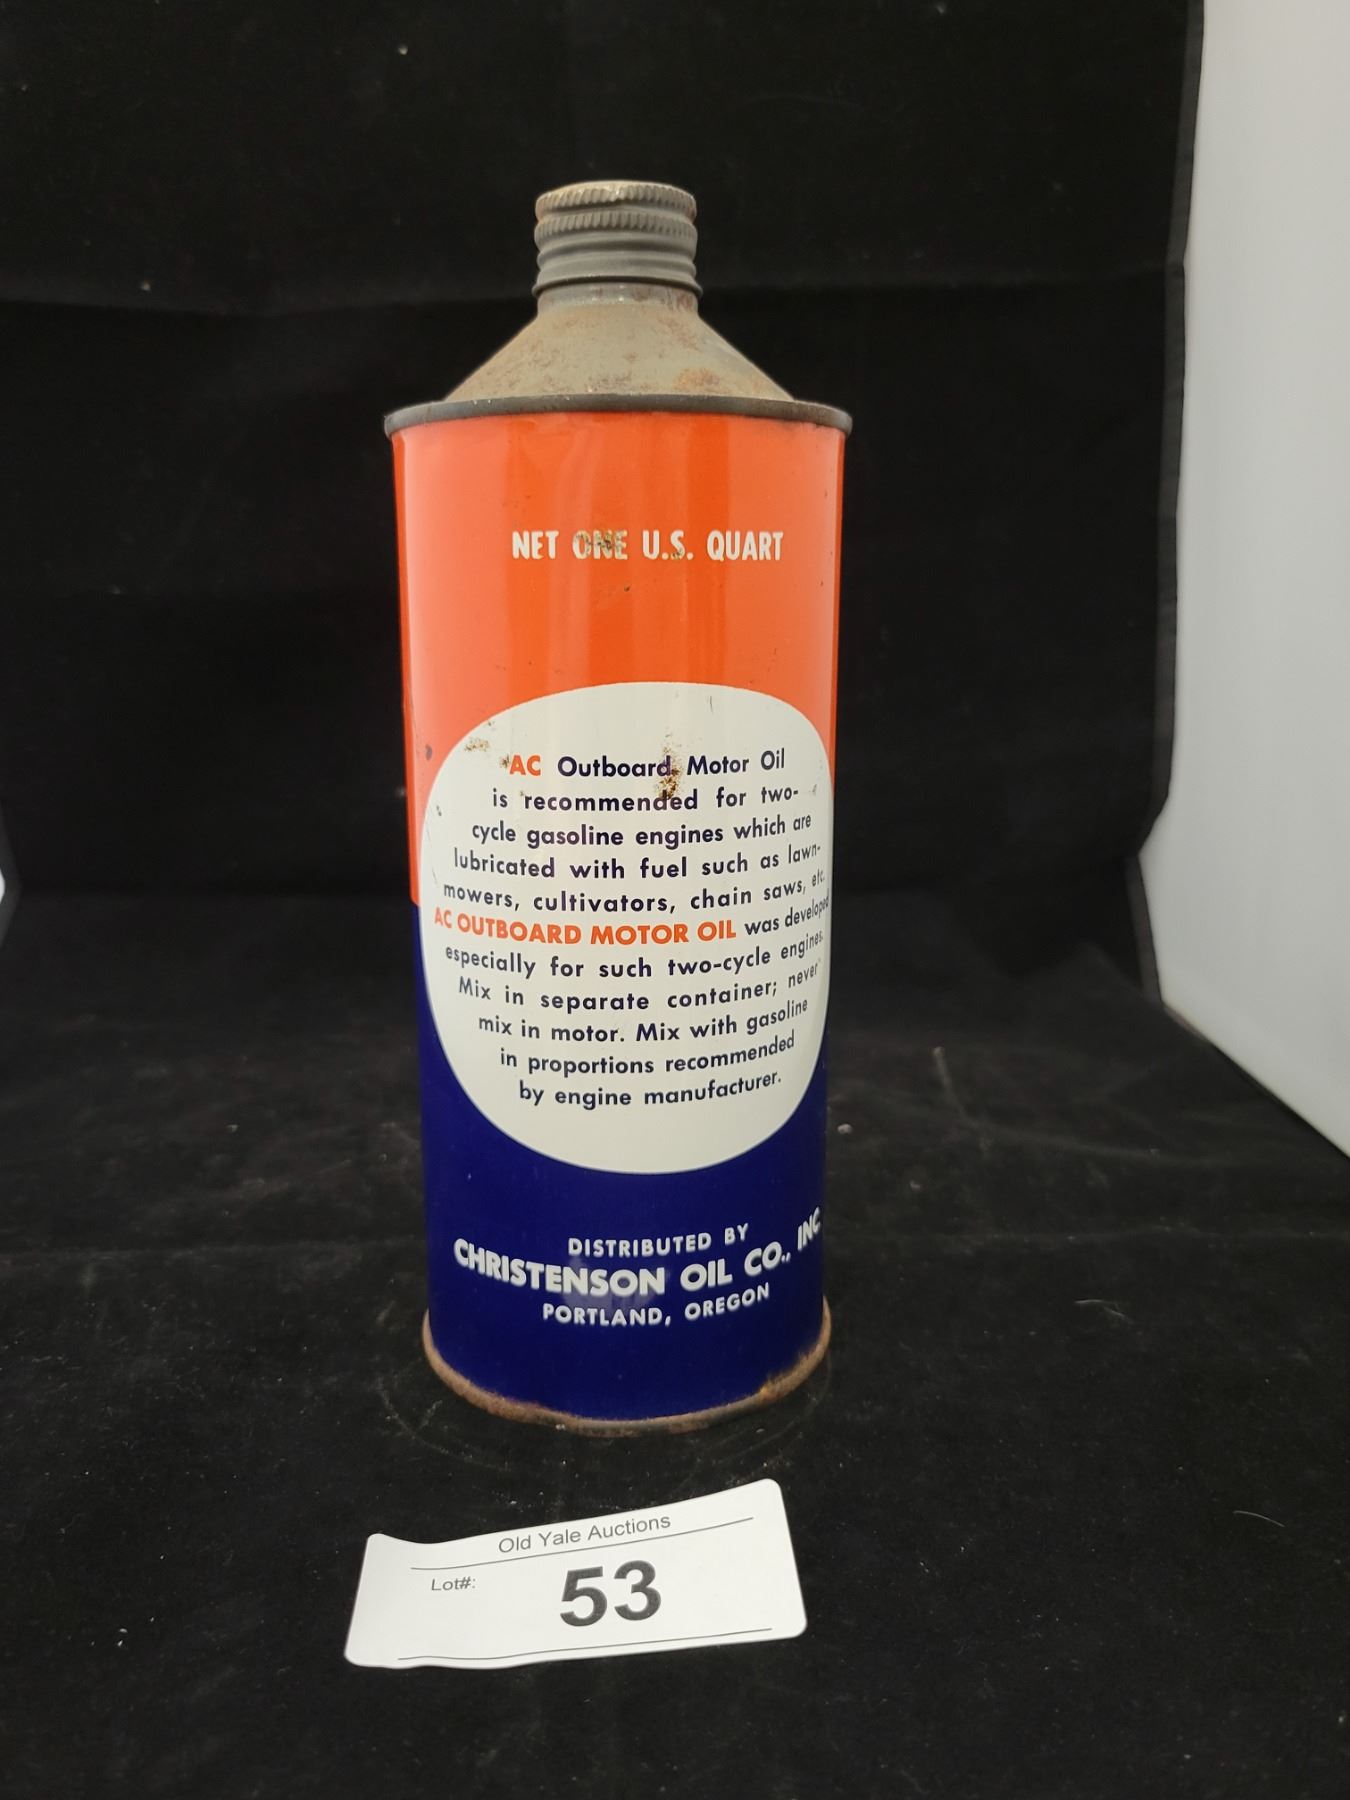 NET ONE U.S. QUART
AC Outboard Motor Oil
is recommended for two-
cycle gasoline engines which are
lubricated with fuel such as lawn-
mowers, cultivators, chain saws, etc.
AC OUTBOARD MOTOR OIL was developed
especially for such two-cycle engines.
Mix in separate container; never
mix in motor. Mix with gasoline
in proportions recommended
by engine manufacturer.
DISTRIBUTED BY
CHRISTENSON OIL CO., INC
PORTLAND, OREGON
Old Yale Auctions
Lot#: 53